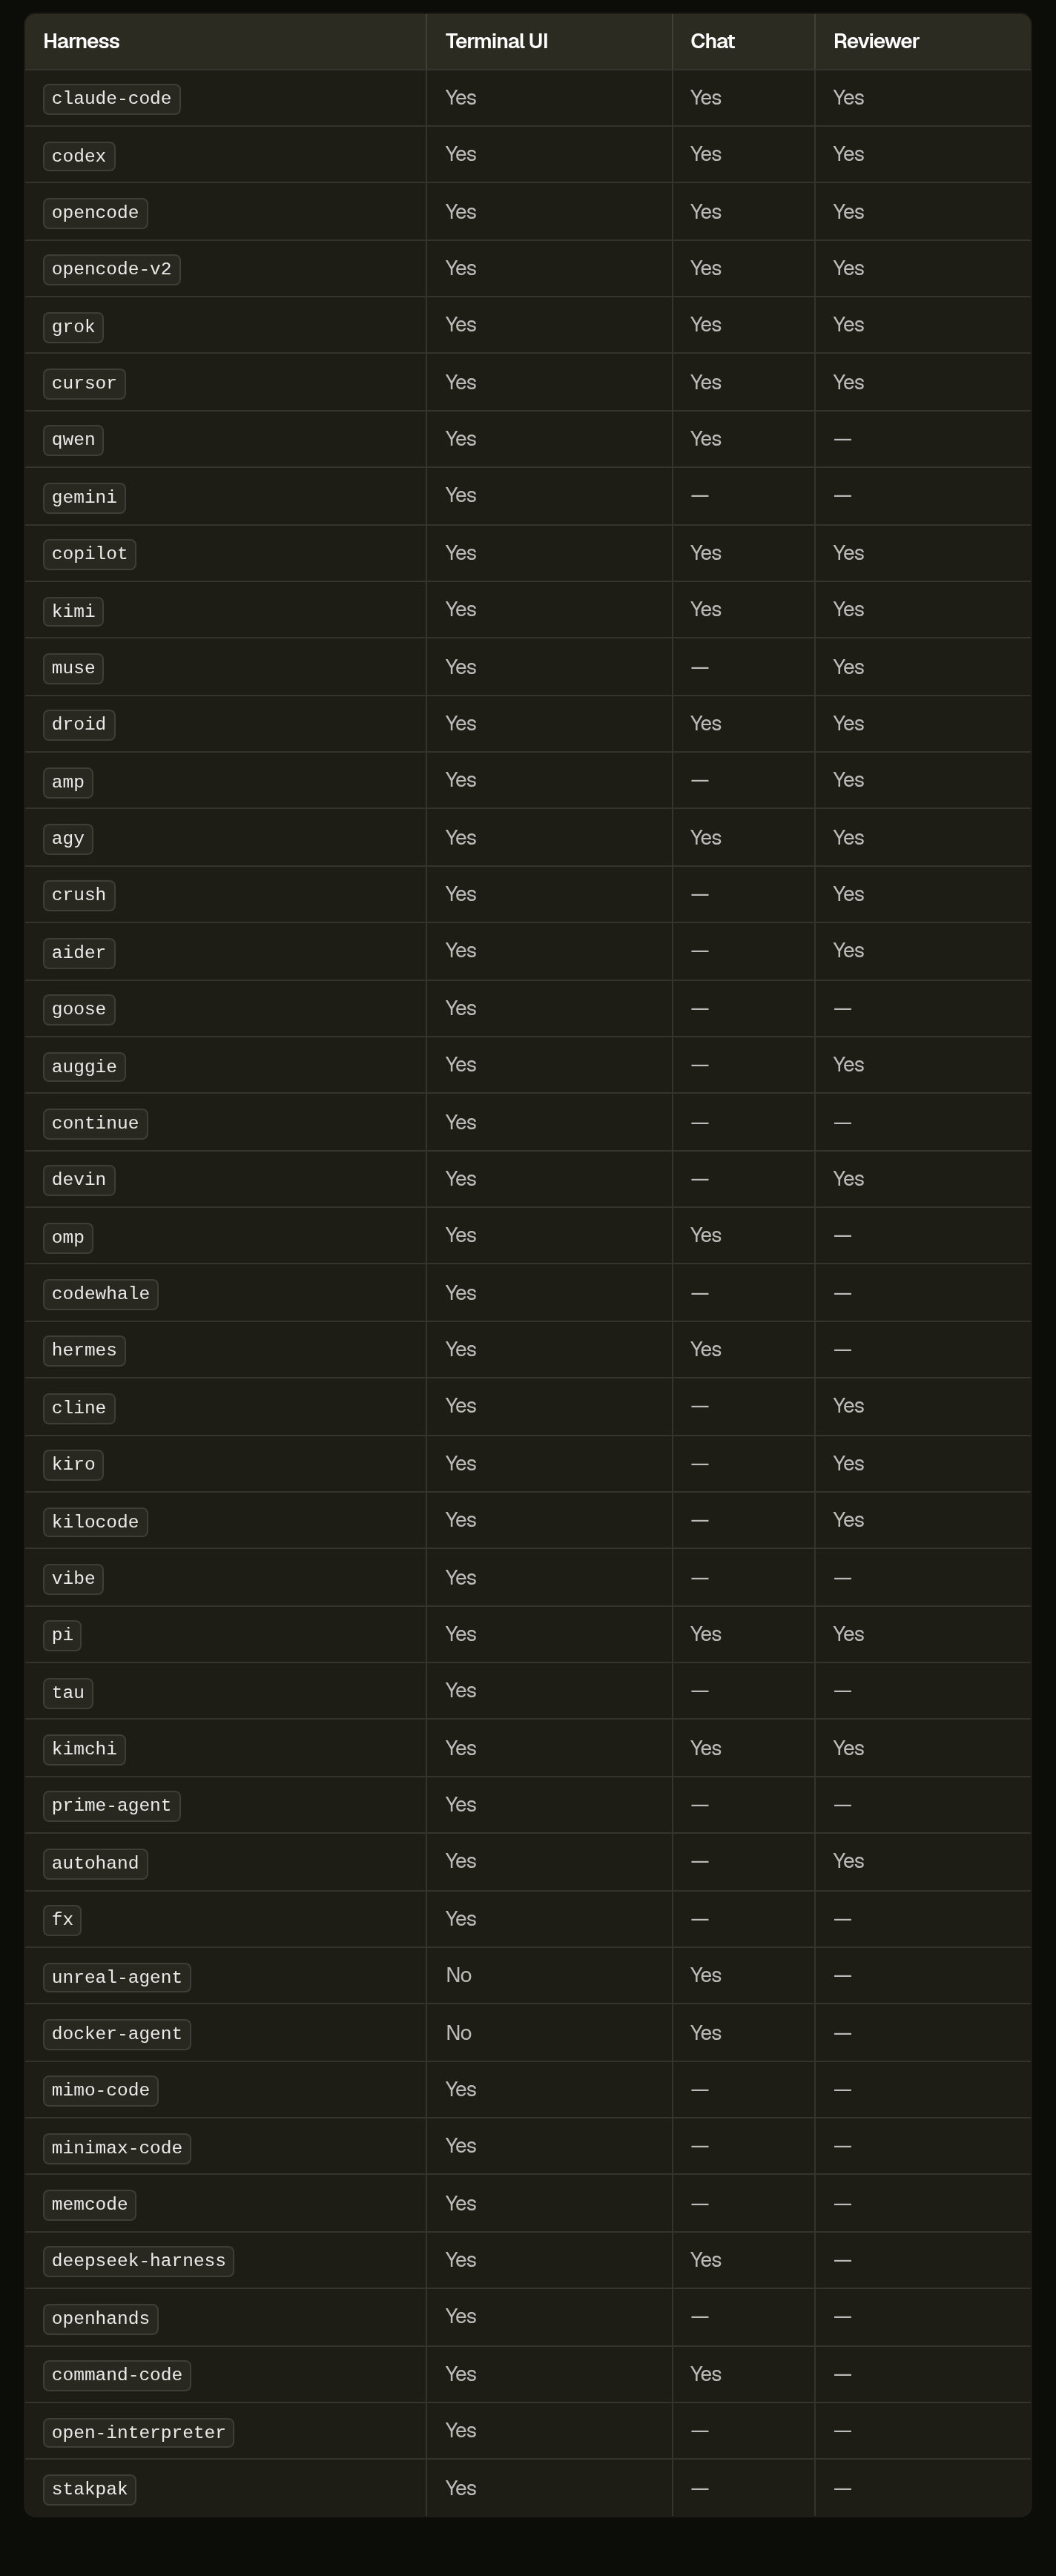 Harness Terminal UI Chat Reviewer
claude-code Yes Yes Yes
codex Yes Yes Yes
opencode Yes Yes Yes
opencode-v2 Yes Yes Yes
grok Yes Yes Yes
cursor Yes Yes Yes
qwen Yes Yes —
gemini Yes — —
copilot Yes Yes Yes
kimi Yes Yes Yes
muse Yes — Yes
droid Yes Yes Yes
amp Yes — Yes
agy Yes Yes Yes
crush Yes — Yes
aider Yes — Yes
goose Yes — —
auggie Yes — Yes
continue Yes — —
devin Yes — Yes
omp Yes Yes —
codewhale Yes — —
hermes Yes Yes —
cline Yes — Yes
kiro Yes — Yes
kilocode Yes — Yes
vibe Yes — —
pi Yes Yes Yes
tau Yes — —
kimchi Yes Yes Yes
prime-agent Yes — —
autohand Yes — Yes
fx Yes — —
unreal-agent No Yes —
docker-agent No Yes —
mimo-code Yes — —
minimax-code Yes — —
memcode Yes — —
deepseek-harness Yes Yes —
openhands Yes — —
command-code Yes Yes —
open-interpreter Yes — —
stakpak Yes — —